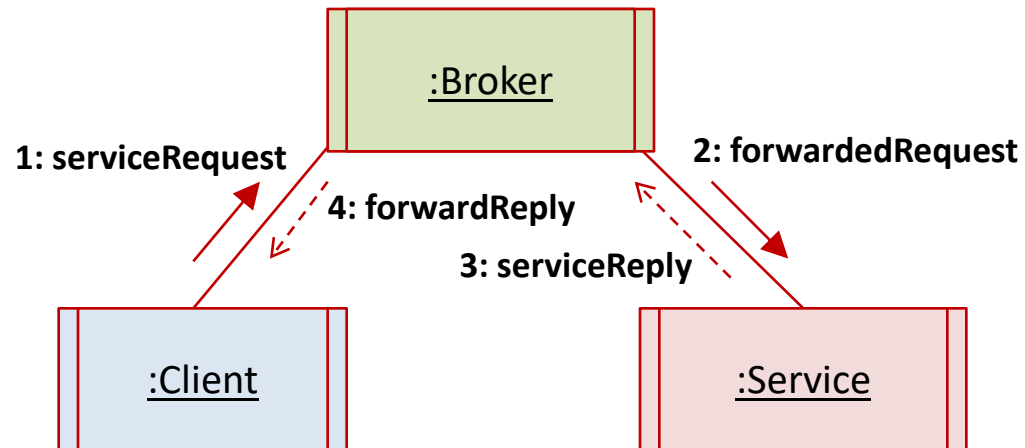 :Broker
1: serviceRequest
2: forwardedRequest
4: forwardReply
3: serviceReply
:Client
:Service